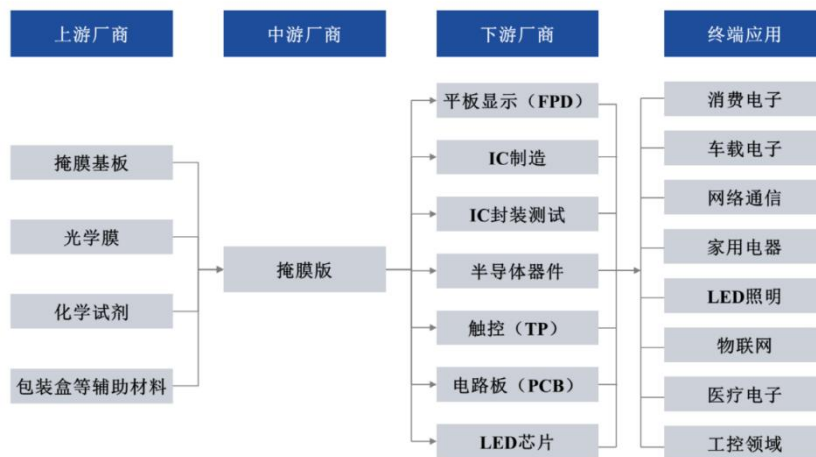 上游厂商
中游厂商
下游厂商
终端应用
掩膜基板
光学膜
化学试剂
包装盒等辅助材料
掩膜版
平板显示（FPD）
IC制造
IC封装测试
半导体器件
触控（TP）
电路板（PCB）
LED芯片
消费电子
车载电子
网络通信
家用电器
LED照明
物联网
医疗电子
工控领域